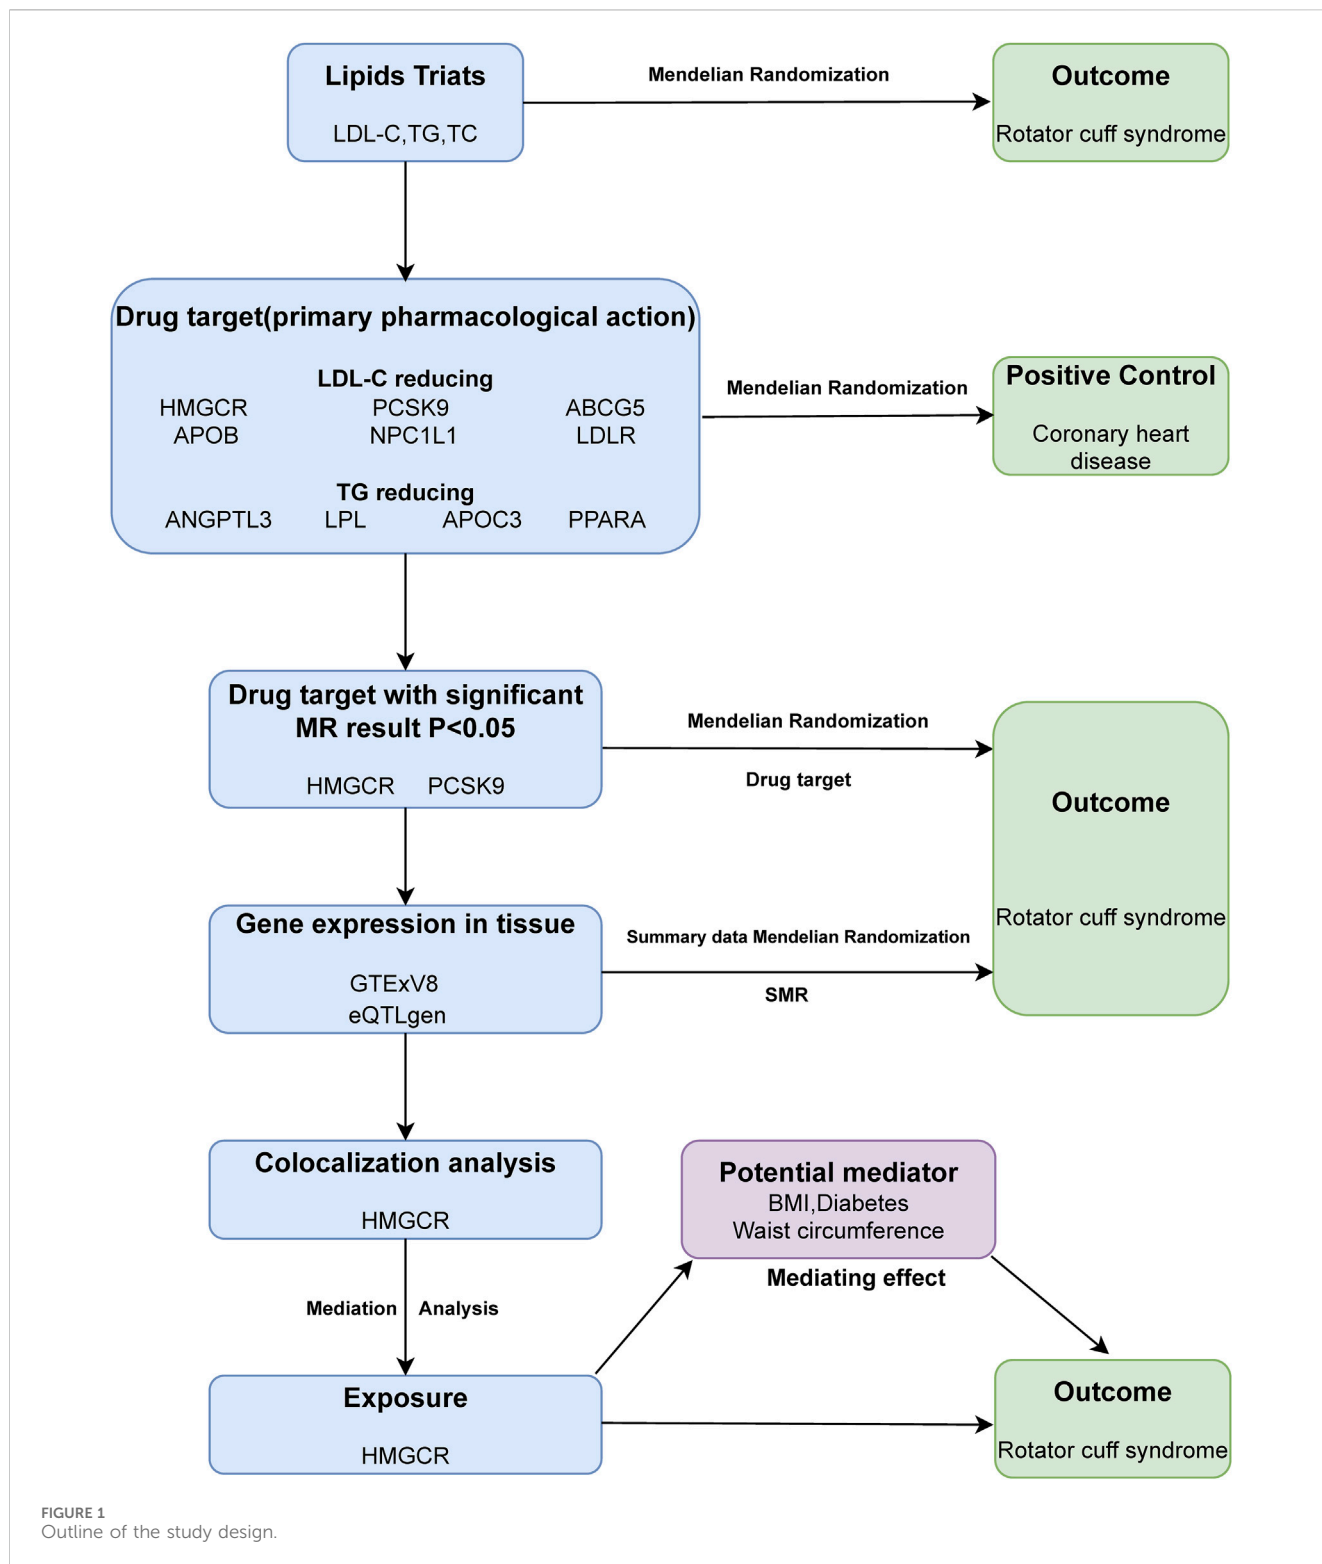 Lipids Triats
LDL-C,TG,TC
Mendelian Randomization
Outcome
Rotator cuff syndrome
Drug target(primary pharmacological action)
LDL-C reducing
HMGCR PCSK9 ABCG5
APOB NPC1L1 LDLR
TG reducing
ANGPTL3 LPL APOC3 PPARA
Mendelian Randomization
Positive Control
Coronary heart
disease
Drug target with significant
MR result P<0.05
HMGCR PCSK9
Mendelian Randomization
Drug target
Outcome
Rotator cuff syndrome
Gene expression in tissue
GTExV8
eQTLgen
Summary data Mendelian Randomization
SMR
Colocalization analysis
HMGCR
Potential mediator
BMI,Diabetes
Waist circumference
Mediating effect
Mediation Analysis
Exposure
HMGCR
Outcome
Rotator cuff syndrome
FIGURE 1
Outline of the study design.